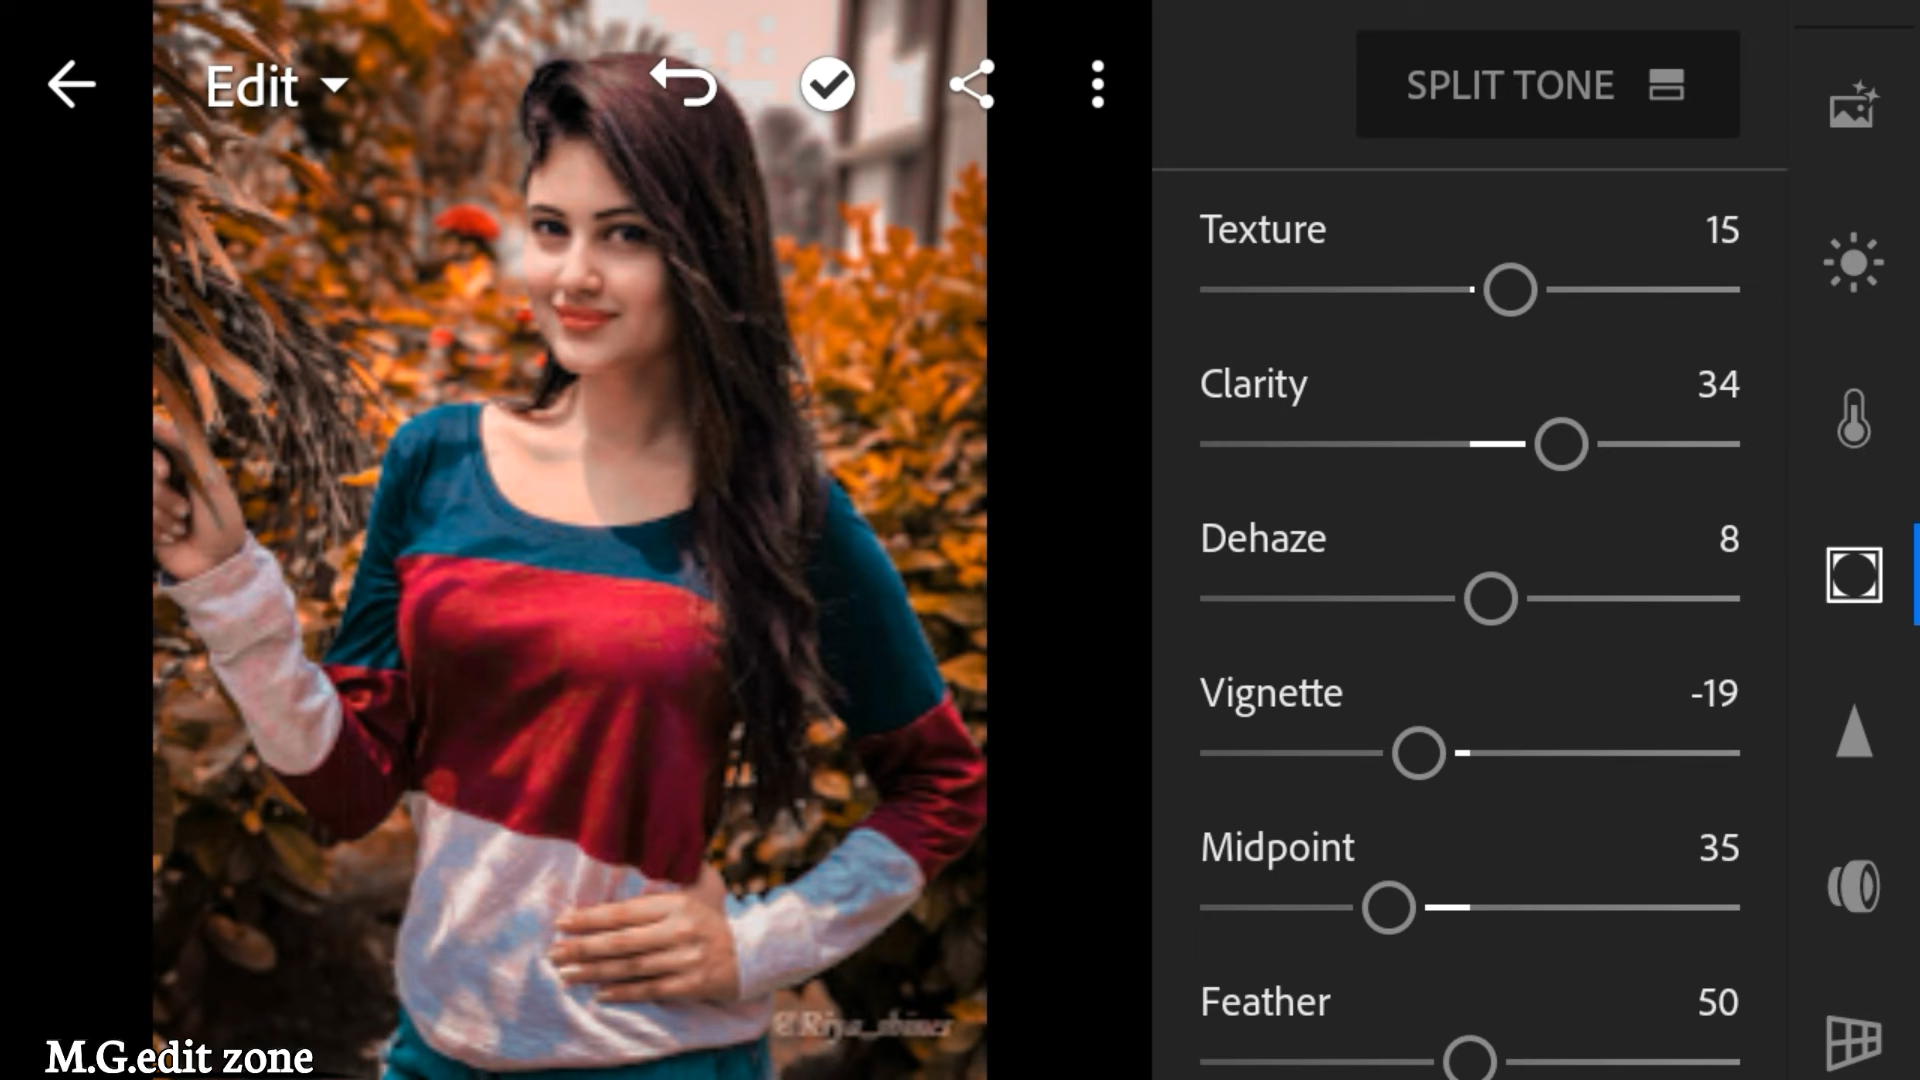 Edit
SPLIT TONE
Texture 15
Clarity 34
Dehaze 8
Vignette -19
Midpoint 35
Feather 50
M.G.edit zone